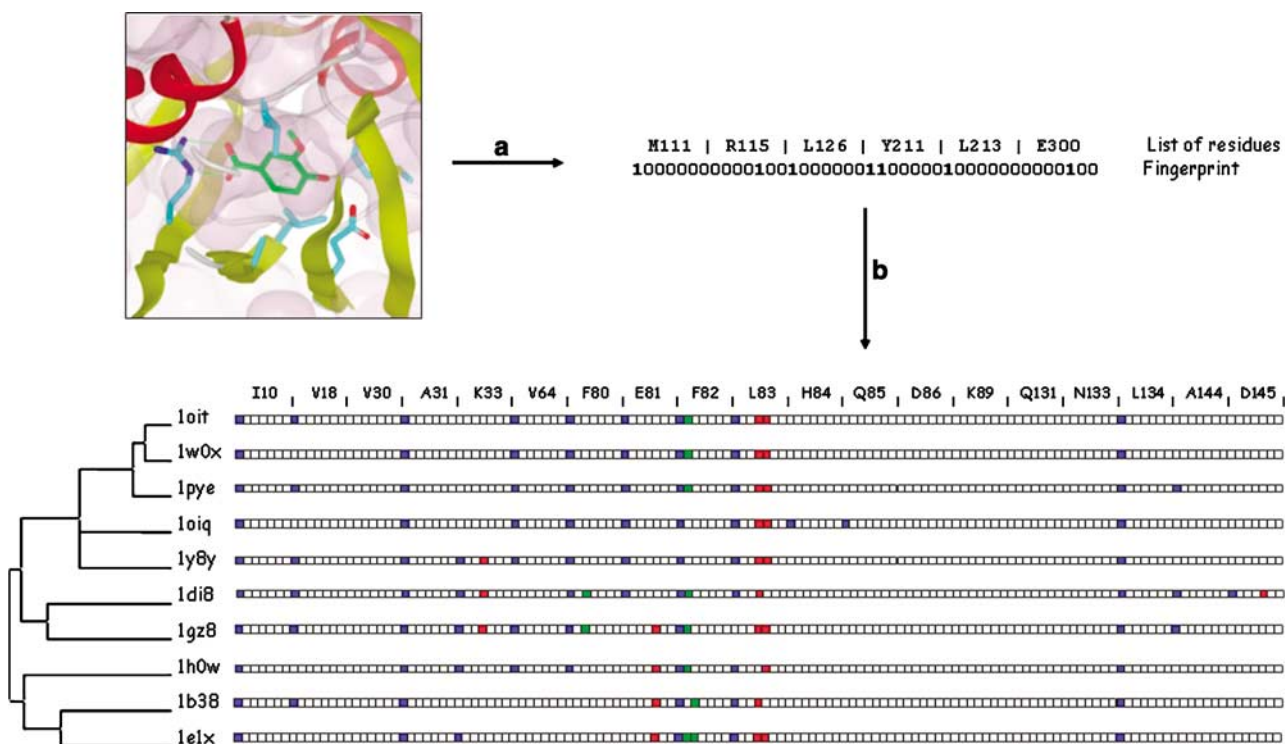 a
M111 | R115 | L126 | Y211 | L213 | E300 List of residues
100000000001001000000110000010000000000100 Fingerprint
b
I10 | V18 | V30 | A31 | K33 | V64 | F80 | E81 | F82 | L83 | H84 | Q85 | D86 | K89 | Q131 | N133 | L134 | A144 | D145 |
1oit
1w0x
1pye
1oiq
1y8y
1di8
1gz8
1h0w
1b38
1e1x